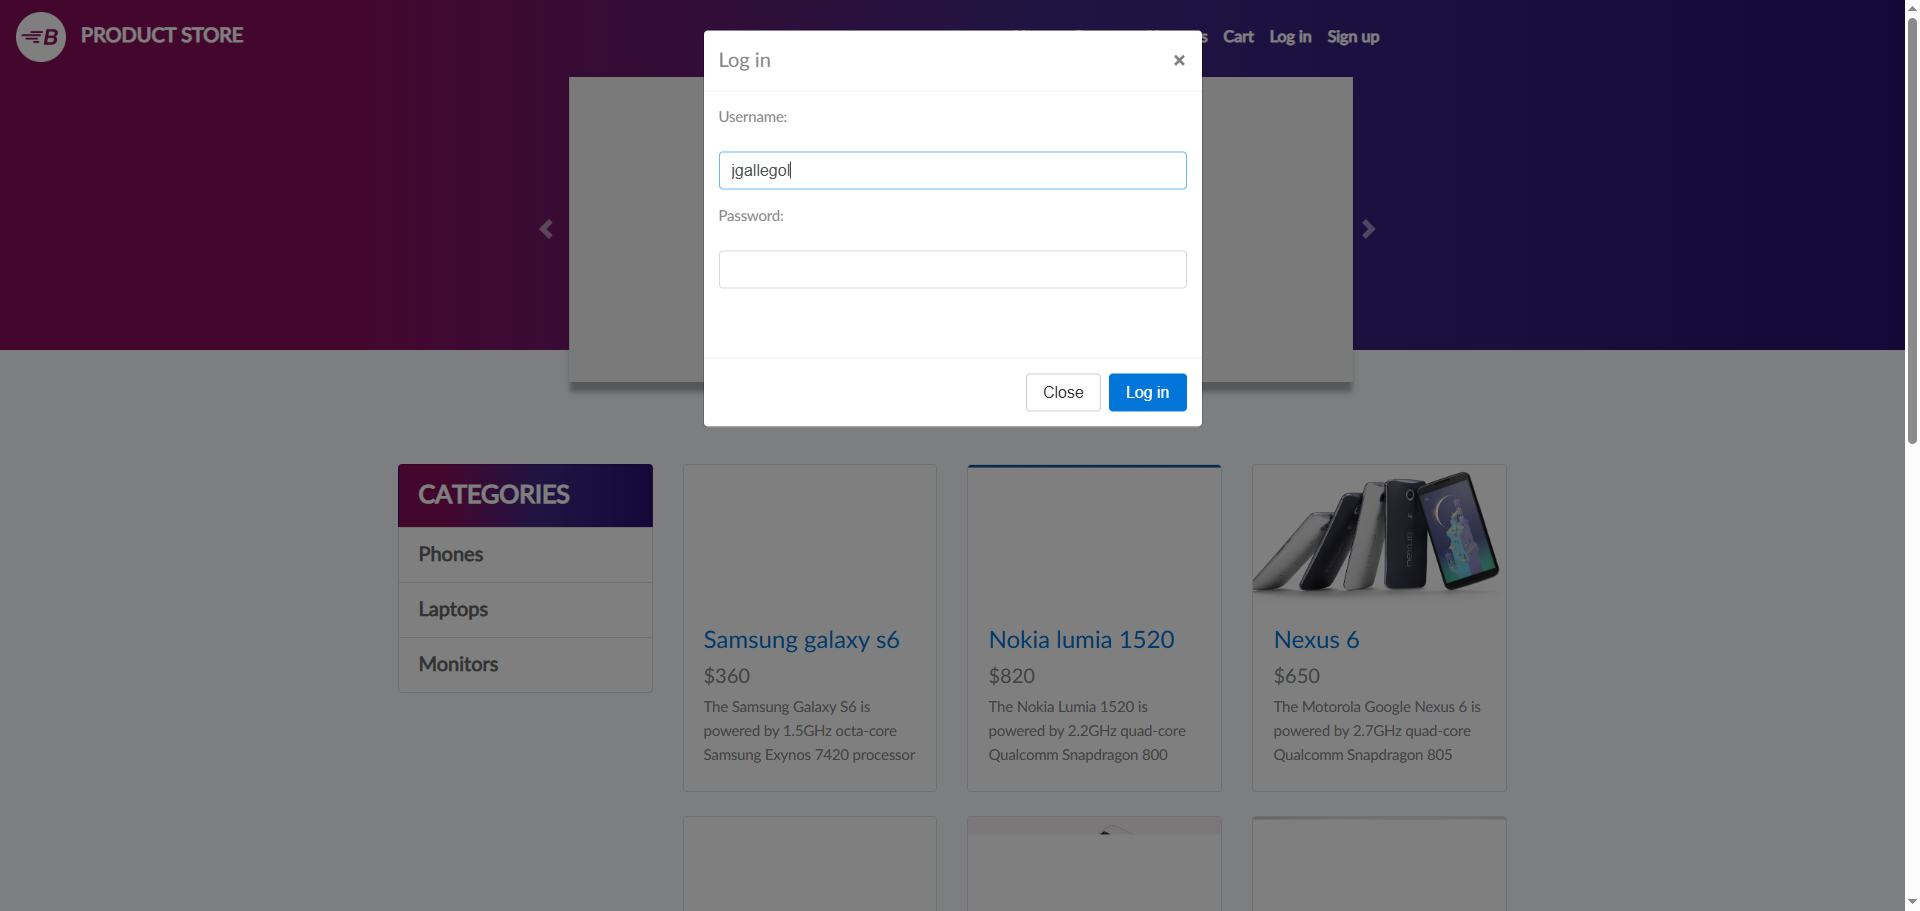 B PRODUCT STORE
s Cart Log in Sign up
Log in ×
Username:
jgallegol
Password:
Close Log in
CATEGORIES
Phones
Laptops
Monitors
Samsung galaxy s6
$360
The Samsung Galaxy S6 is
powered by 1.5GHz octa-core
Samsung Exynos 7420 processor
Nokia lumia 1520
$820
The Nokia Lumia 1520 is
powered by 2.2GHz quad-core
Qualcomm Snapdragon 800
Nexus 6
$650
The Motorola Google Nexus 6 is
powered by 2.7GHz quad-core
Qualcomm Snapdragon 805